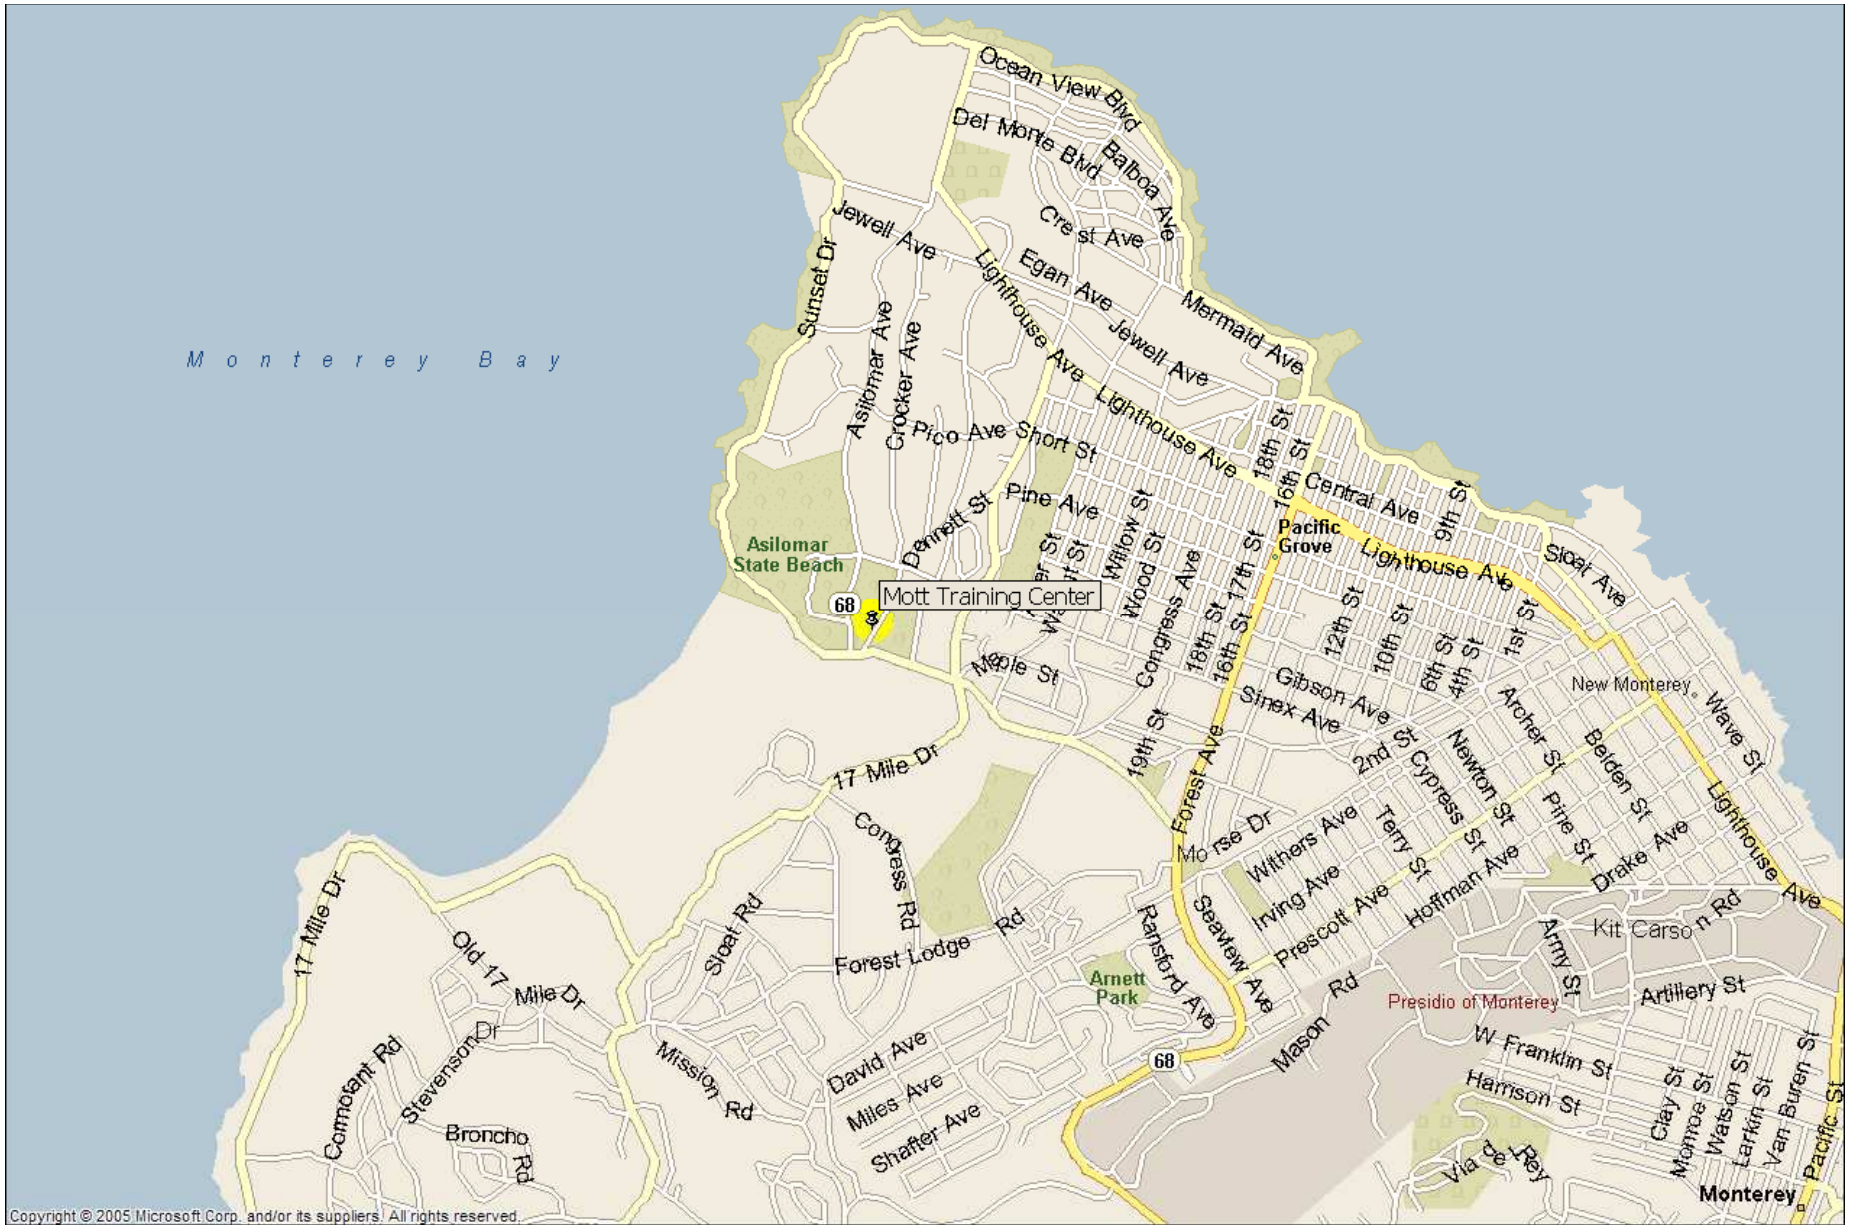 Ocean View Blvd
Del Monte Blvd
Balboa Ave
Crest Ave
Jewell Ave
Sunset Dr
Lighthouse Ave
Egan Ave
Mermaid Ave
Jewell Ave
Monterey Bay
Asilomar Ave
Crocker Ave
Pico Ave
Short St
Lighthouse Ave
18th St
16th St
Central Ave
9th St
Pine Ave
Dennett St
Willow St
Wood St
Congress Ave
17th St
Pacific
Grove
Lighthouse Ave
Sloat Ave
Asilomar
State Beach
68
Mott Training Center
18th St
16th St
12th St
10th St
6th St
4th St
1st St
Maple St
Gibson Ave
Sinex Ave
New Monterey
Archer St
Wave St
19th St
Forest Ave
2nd St
Newton St
Cypress St
Belden St
Pine St
Lighthouse Ave
17 Mile Dr
Congress Rd
Morse Dr
Withers Ave
Terry St
Irving Ave
Prescott Ave
Hoffman Ave
Drake Ave
17 Mile Dr
Old 17 Mile Dr
Sloat Rd
Forest Lodge Rd
Ransford Ave
Seaview Ave
Arnett
Park
Mason Rd
Kit Carson Rd
Army St
Presidio of Monterey
Artillery St
Stevenson Dr
Mission Rd
David Ave
Miles Ave
Shafter Ave
68
W Franklin St
Harrison St
Clay St
Monroe St
Watson St
Larkin St
Van Buren St
Pacific St
Broncho Rd
Via del Rey
Monterey
Copyright © 2005 Microsoft Corp. and/or its suppliers. All rights reserved.